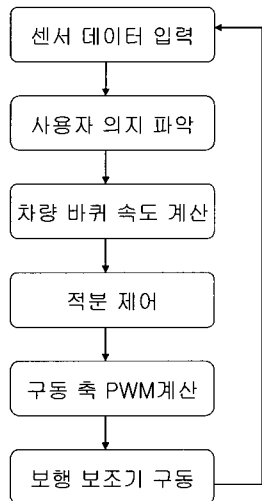 센서 데이터 입력
사용자 의지 파악
차량 바퀴 속도 계산
적분 제어
구동 축 PWM계산
보행 보조기 구동